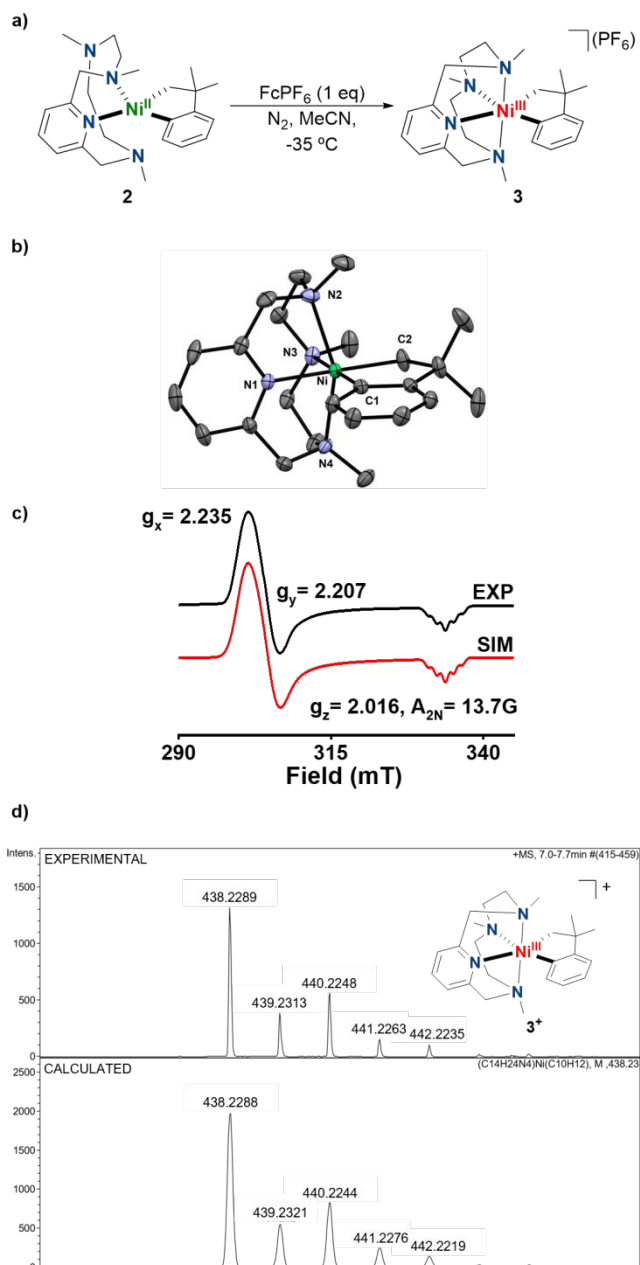 a)
N
N
Ni^II
N
N
2
FcPF6 (1 eq)
N2, MeCN,
-35 ºC
](PF6)
N
N
Ni^III
N
N
3
b)
N2
C2
N3
Ni
N1
C1
N4
c)
gx= 2.235
gy= 2.207
EXP
SIM
gz= 2.016, A2N= 13.7G
290 315 340
Field (mT)
d)
Intens.
EXPERIMENTAL
+MS, 7.0-7.7min #(415-459)
1500
1000
500
0
438.2289
439.2313
440.2248
441.2263
442.2235
]+
N
N
Ni^III
N
N
3+
2500
2000
1500
1000
500
0
CALCULATED
(C14H24N4)Ni(C10H12), M ,438.23
438.2288
439.2321
440.2244
441.2276
442.2219